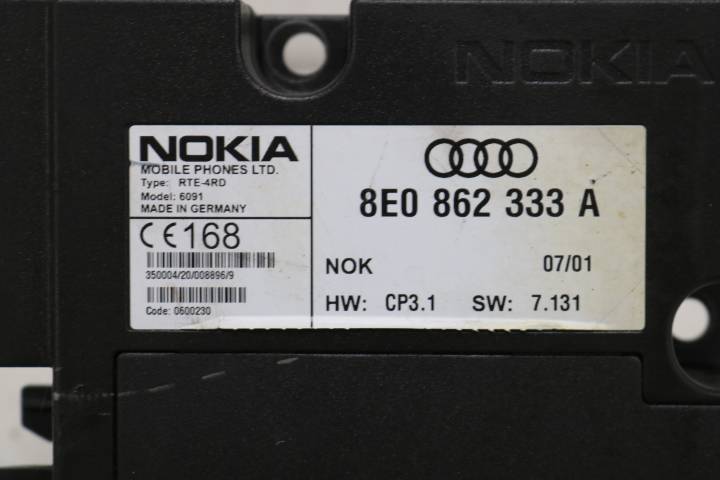 NOKIA
NOKIA
MOBILE PHONES LTD.
Type: RTE-4RD
Model: 6091
MADE IN GERMANY
CE168
350004/20/008896/9
Code: 0600230
8E0 862 333 A
NOK 07/01
HW: CP3.1 SW: 7.131